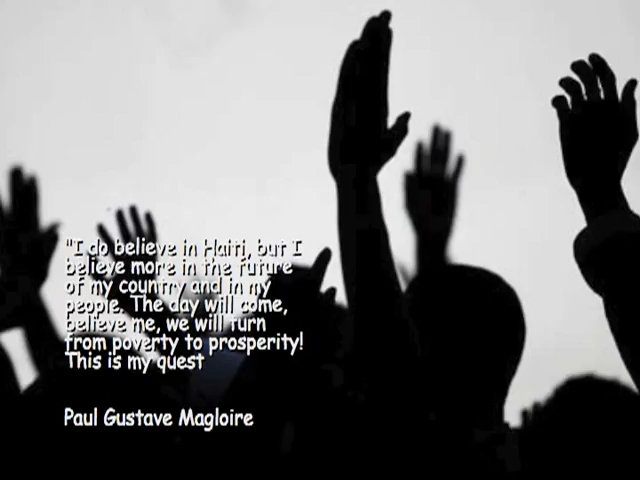 "I do believe in Haiti, but I
believe more in the future
of my country and in my
people. The day will come,
believe me, we will turn
from poverty to prosperity!
This is my quest
Paul Gustave Magloire